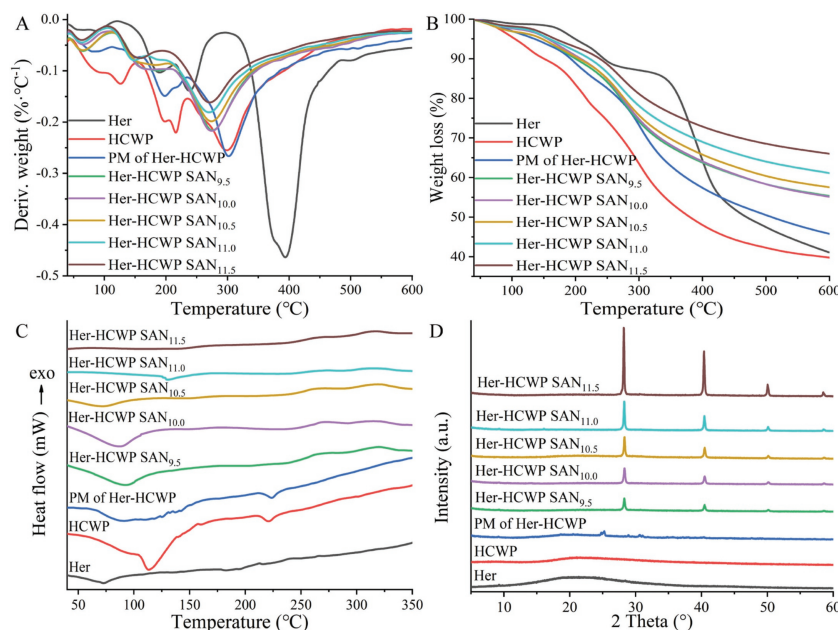 A
0.0
-0.1
-0.2
-0.3
-0.4
-0.5
Deriv. weight (%·°C⁻¹)
Her
HCWP
PM of Her-HCWP
Her-HCWP SAN9.5
Her-HCWP SAN10.0
Her-HCWP SAN10.5
Her-HCWP SAN11.0
Her-HCWP SAN11.5
100 200 300 400 500 600
Temperature (°C)
B
100
90
80
70
60
50
40
Weight loss (%)
Her
HCWP
PM of Her-HCWP
Her-HCWP SAN9.5
Her-HCWP SAN10.0
Her-HCWP SAN10.5
Her-HCWP SAN11.0
Her-HCWP SAN11.5
100 200 300 400 500 600
Temperature (°C)
C
exo
Heat flow (mW)
Her-HCWP SAN11.5
Her-HCWP SAN11.0
Her-HCWP SAN10.5
Her-HCWP SAN10.0
Her-HCWP SAN9.5
PM of Her-HCWP
HCWP
Her
50 100 150 200 250 300 350
Temperature (°C)
D
Intensity (a.u.)
Her-HCWP SAN11.5
Her-HCWP SAN11.0
Her-HCWP SAN10.5
Her-HCWP SAN10.0
Her-HCWP SAN9.5
PM of Her-HCWP
HCWP
Her
10 20 30 40 50 60
2 Theta (°)